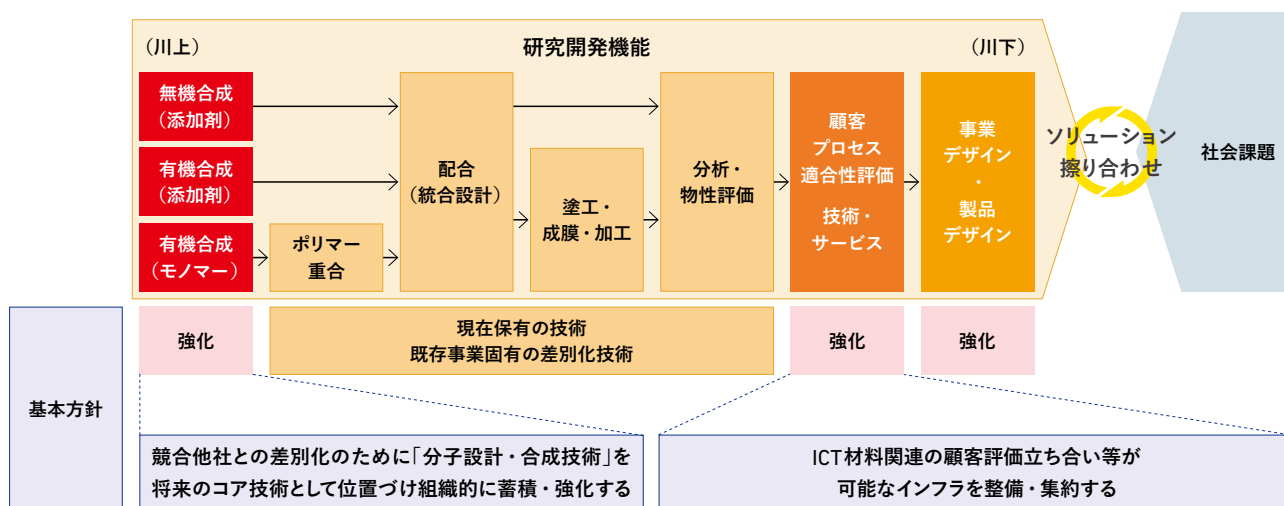 (川上)
研究開発機能
(川下)
無機合成
(添加剤)
有機合成
(添加剤)
有機合成
(モノマー)
ポリマー
重合
配合
(統合設計)
塗工・
成膜・加工
分析・
物性評価
顧客
プロセス
適合性評価
技術・
サービス
事業
デザイン
・
製品
デザイン
ソリューション
擦り合わせ
社会課題
基本方針
強化
現在保有の技術
既存事業固有の差別化技術
強化
強化
競合他社との差別化のために「分子設計・合成技術」を
将来のコア技術として位置づけ組織的に蓄積・強化する
ICT材料関連の顧客評価立ち合い等が
可能なインフラを整備・集約する